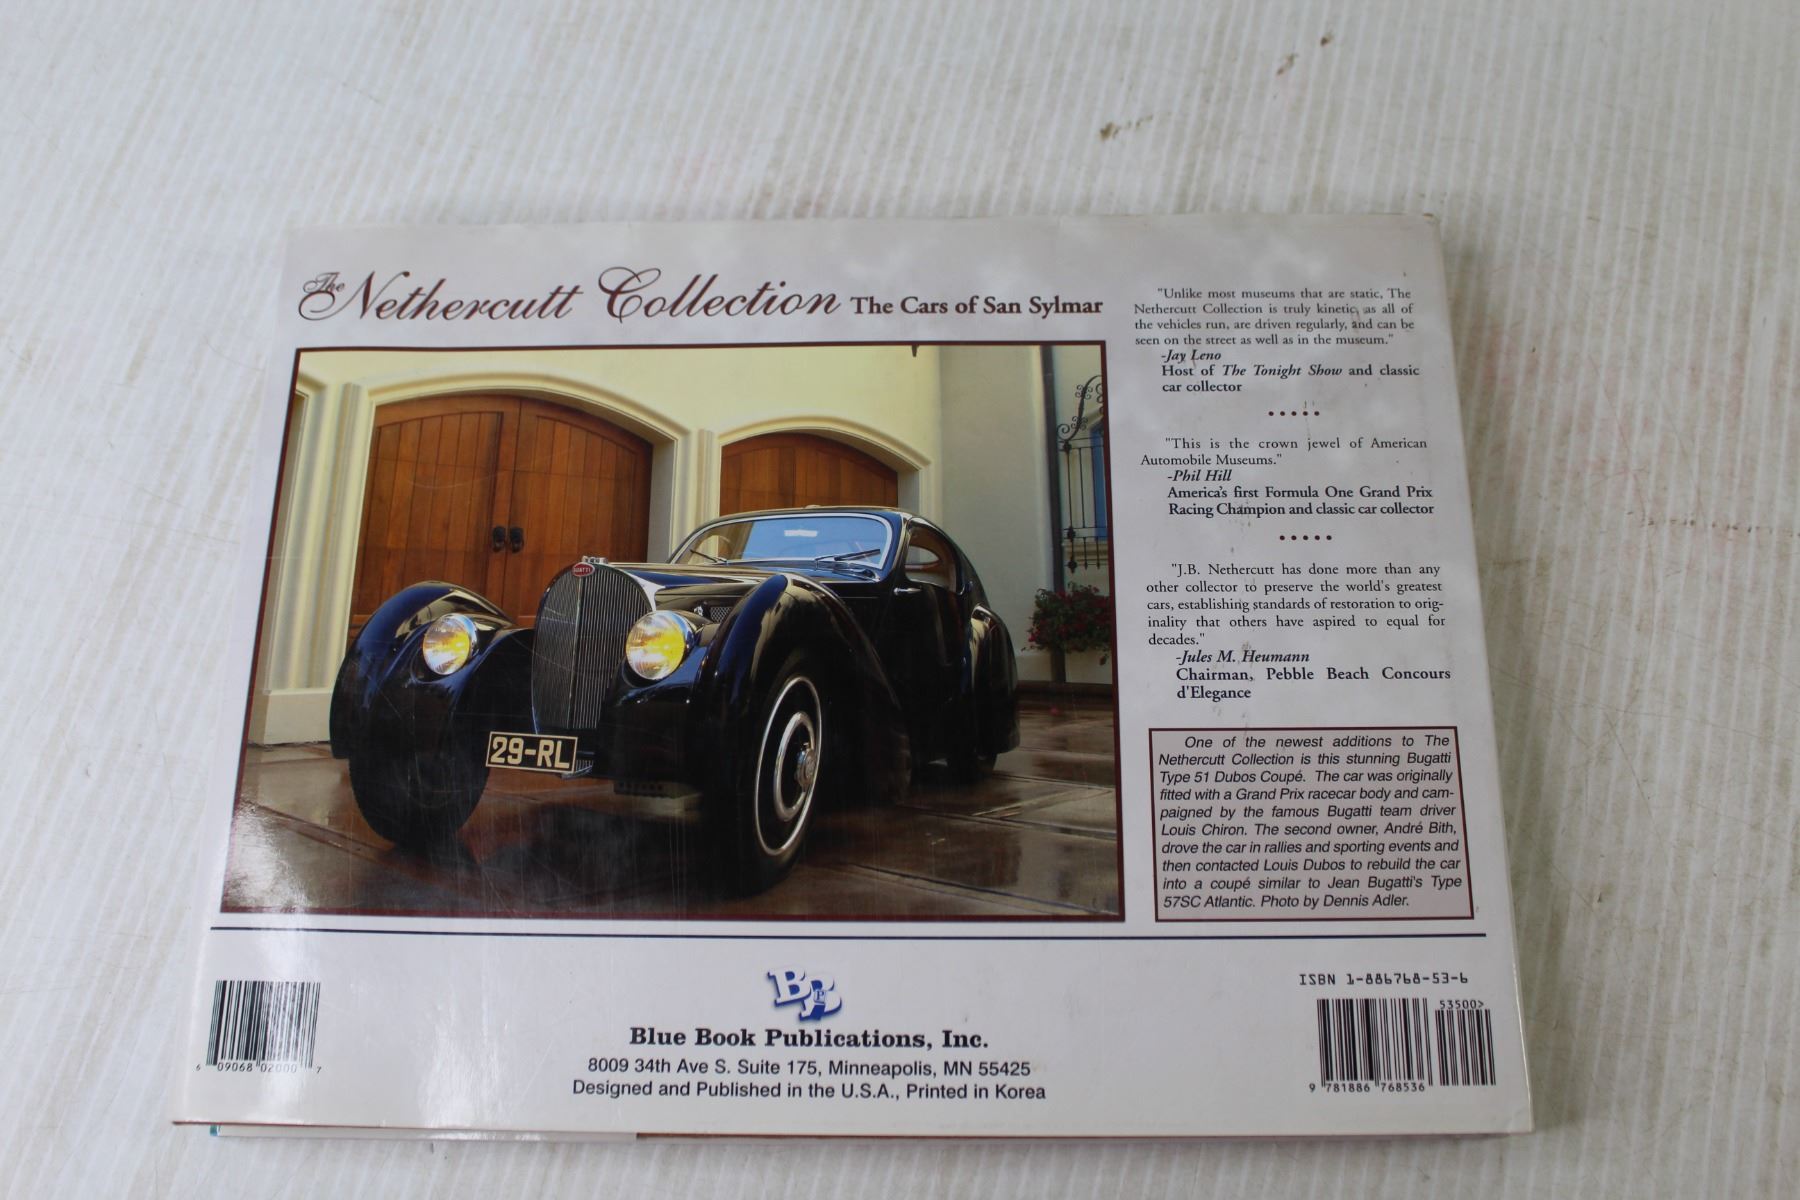 The Nethercutt Collection The Cars of San Sylmar
"Unlike most museums that are static, The
Nethercutt Collection is truly kinetic, as all of
the vehicles run, are driven regularly, and can be
seen on the street as well as in the museum."
-Jay Leno
Host of The Tonight Show and classic
car collector
•••••
"This is the crown jewel of American
Automobile Museums."
-Phil Hill
America's first Formula One Grand Prix
Racing Champion and classic car collector
•••••
"J.B. Nethercutt has done more than any
other collector to preserve the world's greatest
cars, establishing standards of restoration to orig-
inality that others have aspired to equal for
decades."
-Jules M. Heumann
Chairman, Pebble Beach Concours
d'Elegance
BUGATTI
29-RL
One of the newest additions to The
Nethercutt Collection is this stunning Bugatti
Type 51 Dubos Coupé. The car was originally
fitted with a Grand Prix racecar body and cam-
paigned by the famous Bugatti team driver
Louis Chiron. The second owner, André Bith,
drove the car in rallies and sporting events and
then contacted Louis Dubos to rebuild the car
into a coupé similar to Jean Bugatti's Type
57SC Atlantic. Photo by Dennis Adler.
6 09068 02000 7
BPB
Blue Book Publications, Inc.
8009 34th Ave S. Suite 175, Minneapolis, MN 55425
Designed and Published in the U.S.A., Printed in Korea
ISBN 1-886768-53-6
53500>
9 781886 768536